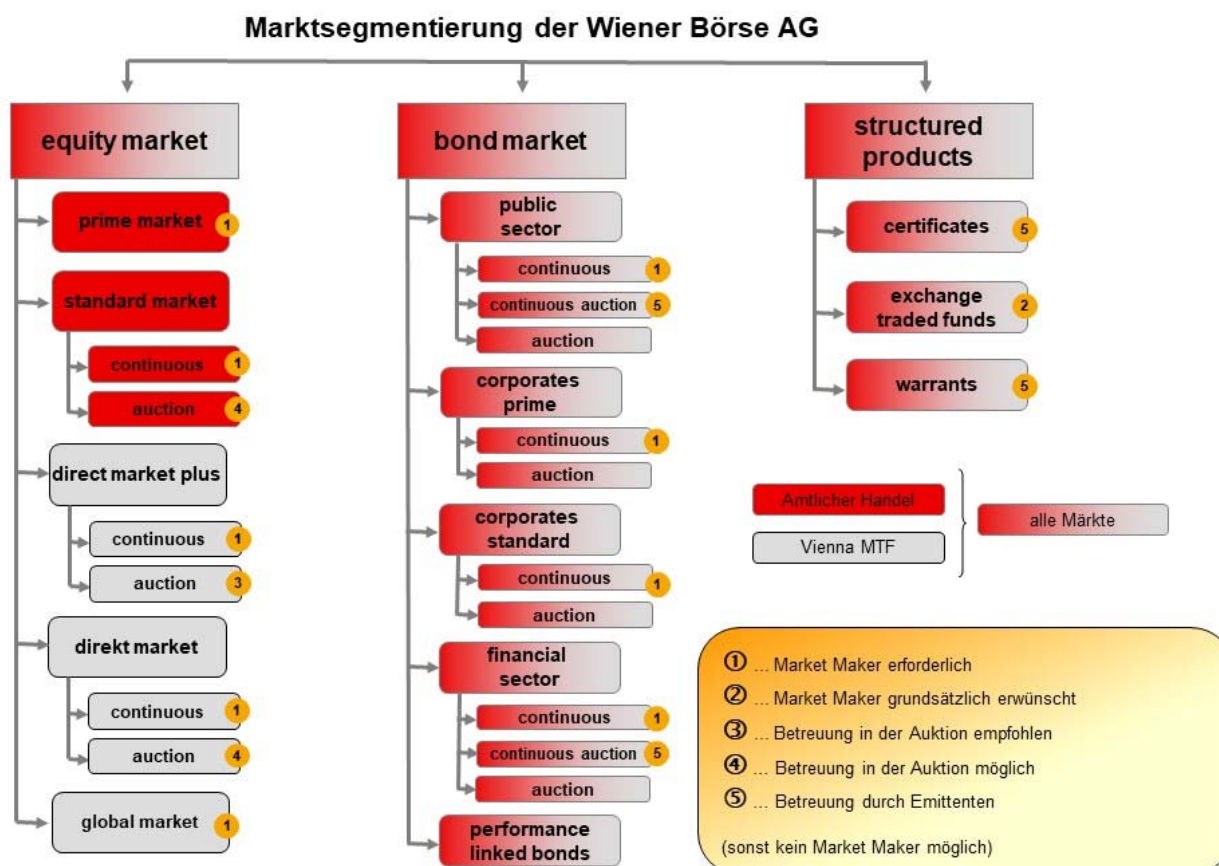 Marktsegmentierung der Wiener Börse AG
equity market
prime market
1
standard market
continuous
1
auction
4
direct market plus
continuous
1
auction
3
direkt market
continuous
1
auction
4
global market
1
bond market
public
sector
continuous
1
continuous auction
5
auction
corporates
prime
continuous
1
auction
corporates
standard
continuous
1
auction
financial
sector
continuous
1
continuous auction
5
auction
performance
linked bonds
structured
products
certificates
5
exchange
traded funds
2
warrants
5
Amtlicher Handel
Vienna MTF
alle Märkte
① ... Market Maker erforderlich
② ... Market Maker grundsätzlich erwünscht
③ ... Betreuung in der Auktion empfohlen
④ ... Betreuung in der Auktion möglich
⑤ ... Betreuung durch Emittenten
(sonst kein Market Maker möglich)